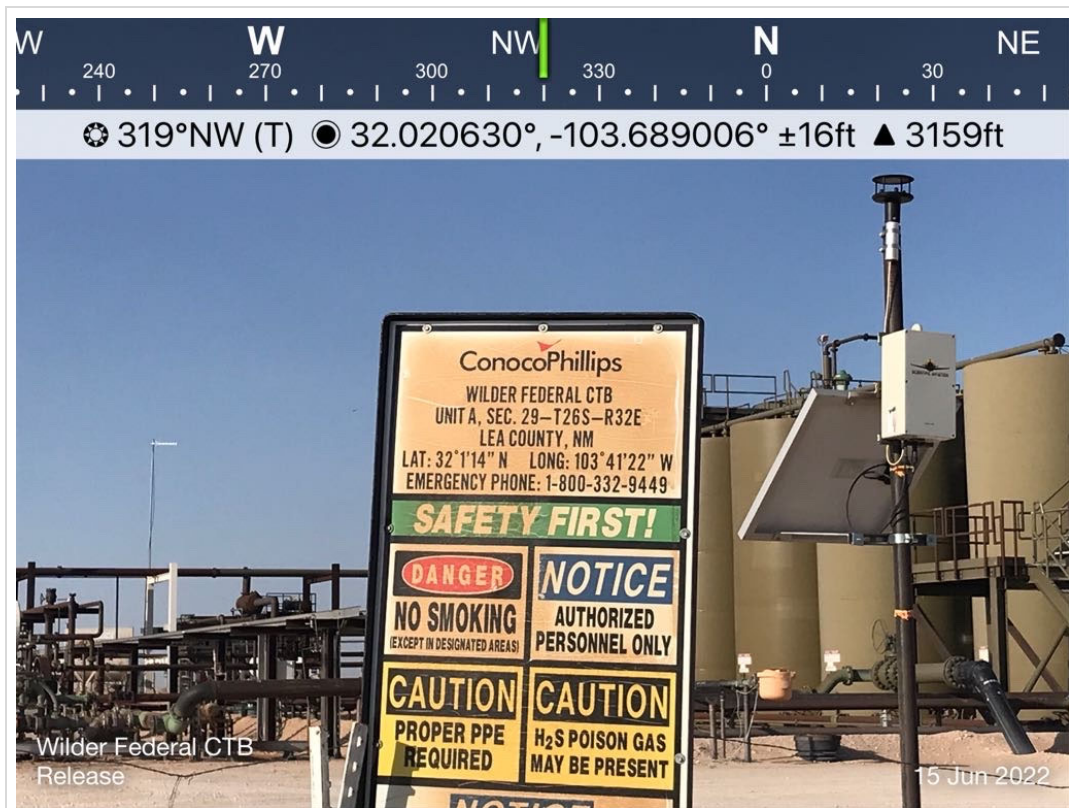 W W NW N NE
240 270 300 330 0 30
319°NW (T) 32.020630°, -103.689006° ±16ft ▲ 3159ft
ConocoPhillips
WILDER FEDERAL CTB
UNIT A, SEC. 29–T26S–R32E
LEA COUNTY, NM
LAT: 32°1'14" N LONG: 103°41'22" W
EMERGENCY PHONE: 1-800-332-9449
SAFETY FIRST!
DANGER
NO SMOKING
(EXCEPT IN DESIGNATED AREAS)
NOTICE
AUTHORIZED
PERSONNEL ONLY
CAUTION
PROPER PPE
REQUIRED
CAUTION
H₂S POISON GAS
MAY BE PRESENT
NOTICE
Wilder Federal CTB
Release
15 Jun 2022